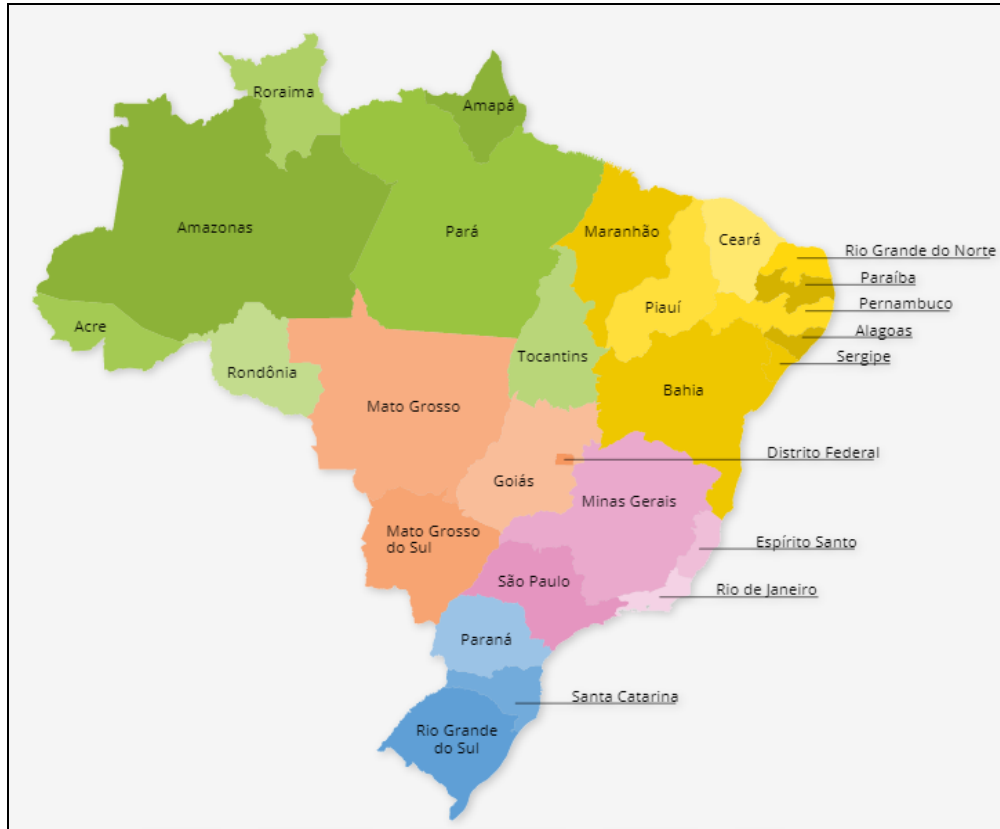 Roraima
Amapá
Amazonas
Pará
Maranhão
Ceará
Rio Grande do Norte
Paraíba
Pernambuco
Piauí
Alagoas
Acre
Sergipe
Tocantins
Rondônia
Bahia
Mato Grosso
Distrito Federal
Goiás
Minas Gerais
Mato Grosso
do Sul
Espírito Santo
São Paulo
Rio de Janeiro
Paraná
Santa Catarina
Rio Grande
do Sul